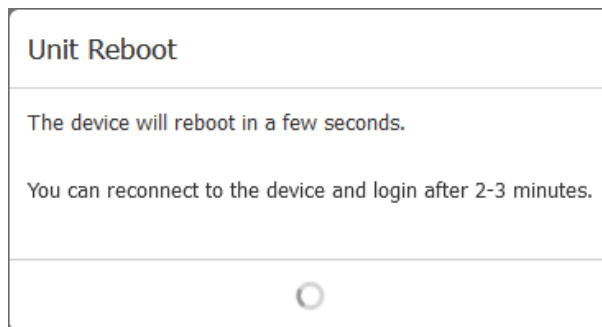 Unit Reboot
The device will reboot in a few seconds.
You can reconnect to the device and login after 2-3 minutes.